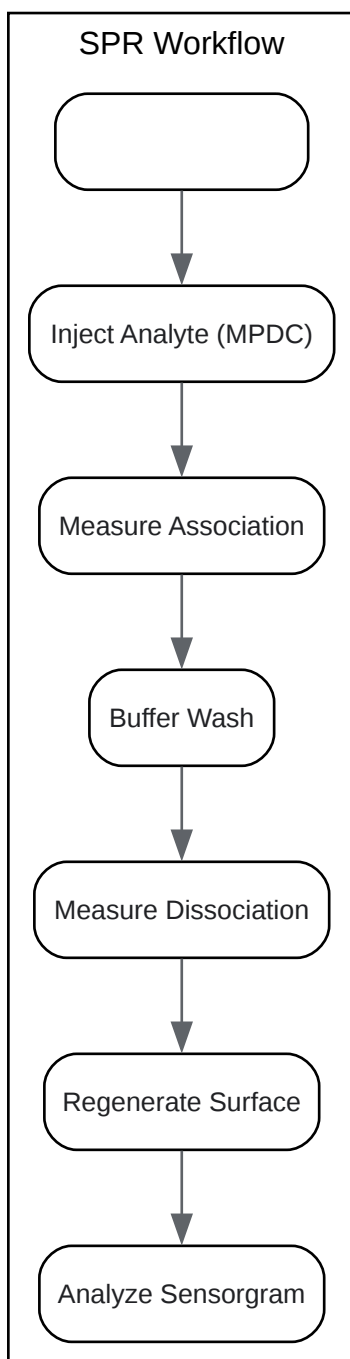 SPR Workflow
Inject Analyte (MPDC)
Measure Association
Buffer Wash
Measure Dissociation
Regenerate Surface
Analyze Sensorgram